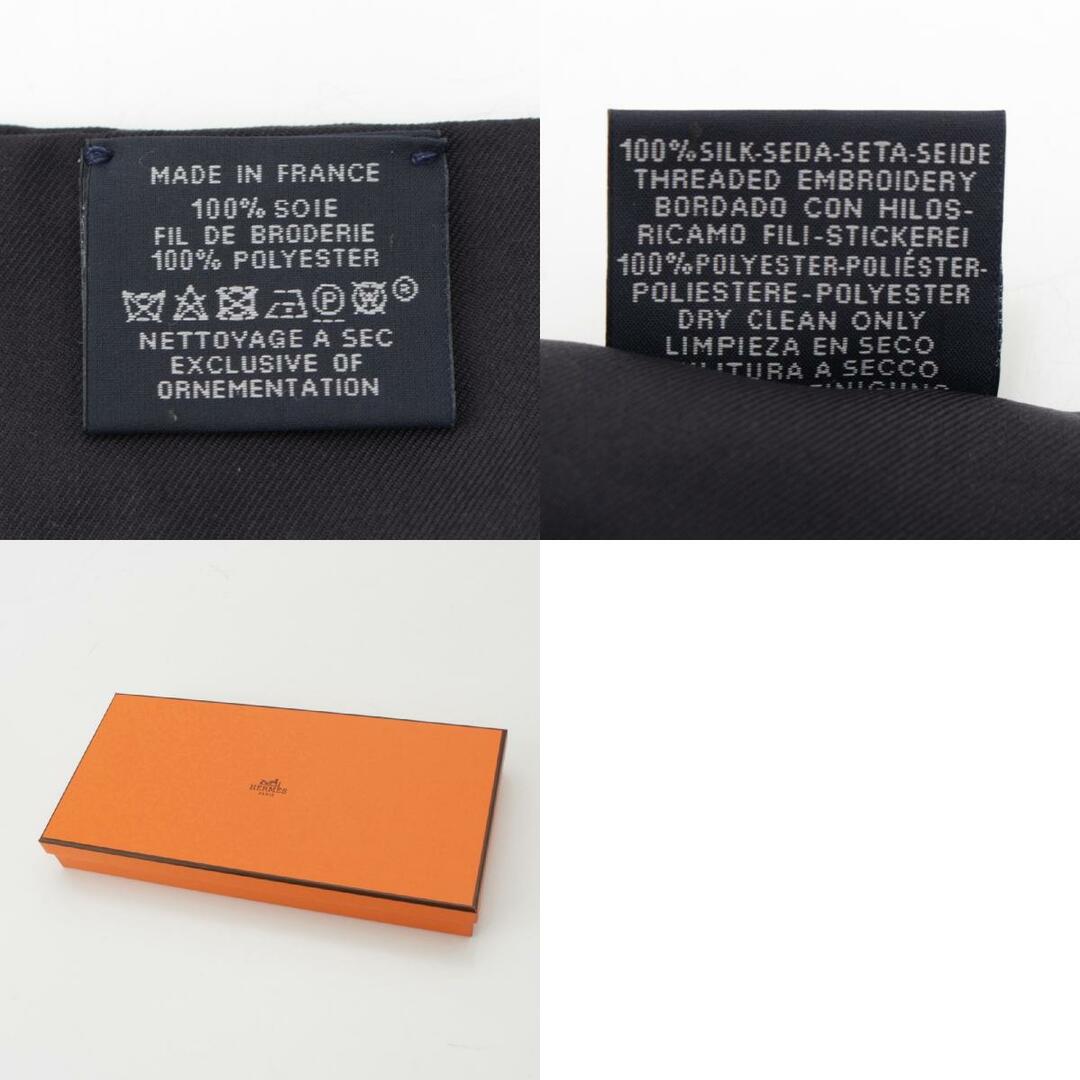 MADE IN FRANCE
100% SOIE
FIL DE BRODERIE
100% POLYESTER
NETTOYAGE A SEC
EXCLUSIVE OF
ORNEMENTATION
100%SILK-SEDA-SETA-SEIDE
THREADED EMBROIDERY
BORDADO CON HILOS-
RICAMO FILI-STICKEREI
100%POLYESTER-POLIÉSTER-
POLIESTERE-POLYESTER
DRY CLEAN ONLY
LIMPIEZA EN SECO
A SECCO
HERMÈS
PARIS